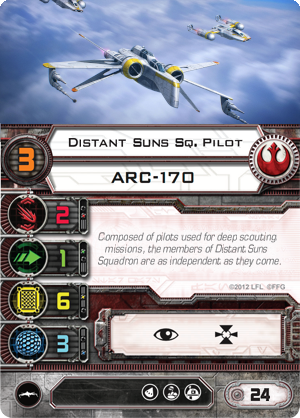 Distant Suns Sq. Pilot
3
ARC-170
2
1
6
3
Composed of pilots used for deep scouting
missions, the members of Distant Suns
Squadron are as independent as they come.
©2012 LFL ©FFG
24